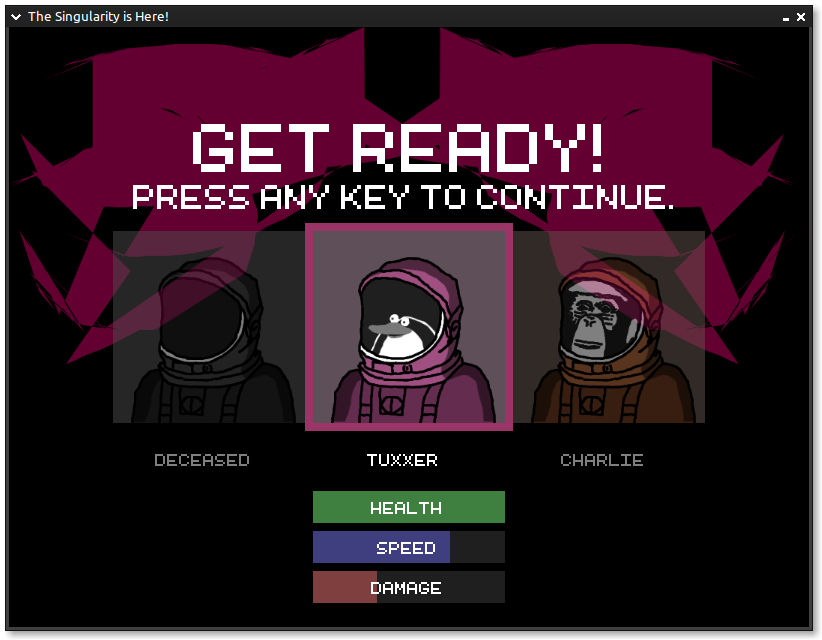 The Singularity is Here!
GET READY!
PRESS ANY KEY TO CONTINUE.
DECEASED
TUXXER
CHARLIE
HEALTH
SPEED
DAMAGE